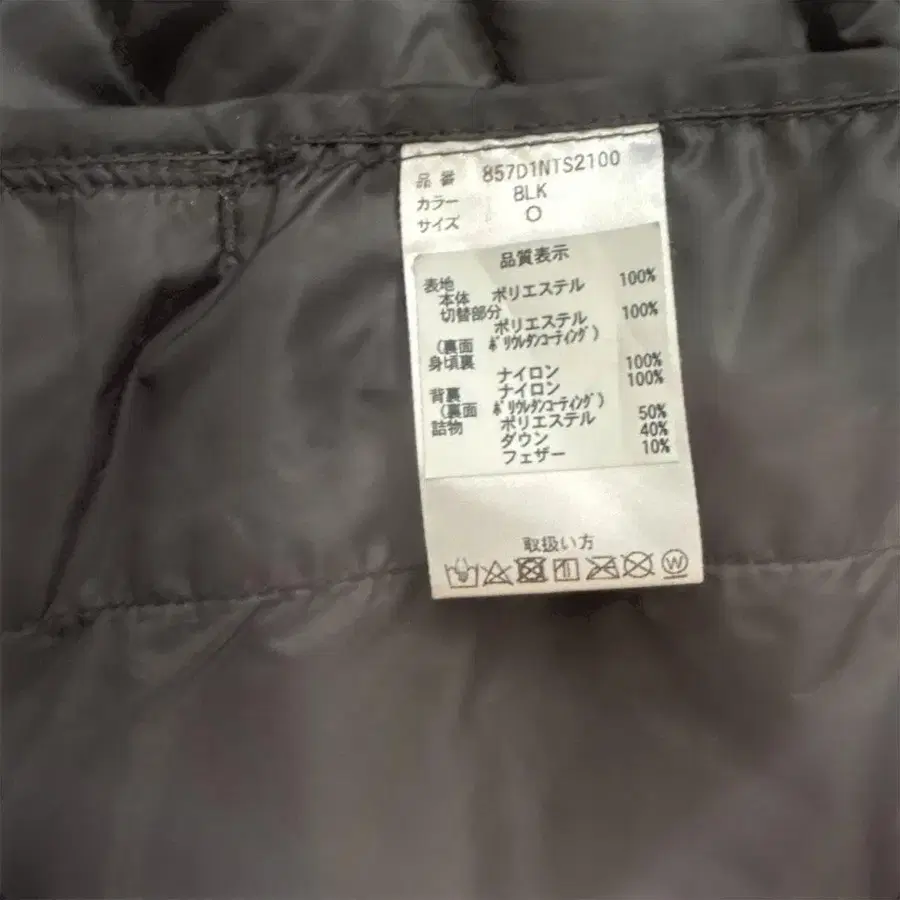 品番 857D1NTS2100
カラー BLK
サイズ O
品質表示
表地
本体 ポリエステル 100%
切替部分
ポリエステル 100%
(裏面 ポリウレタンコーティング)
身頃裏
ナイロン 100%
背裏 ナイロン 100%
(裏面 ポリウレタンコーティング)
詰物 ポリエステル 50%
ダウン 40%
フェザー 10%
取扱い方
W